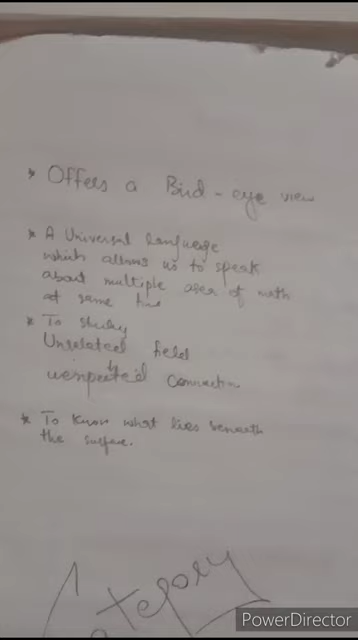 * Offers a Bird-eye view
* A Universal language
which allows us to speak
about multiple area of math
at same time
* To study
Unrelated field
& unexpected connection
* To Know what lies beneath
the surface.
Category
PowerDirector